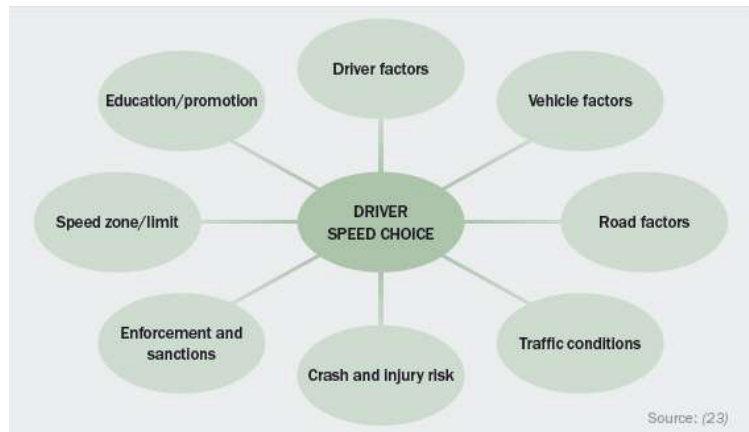 Driver factors
Education/promotion
Vehicle factors
DRIVER
SPEED CHOICE
Speed zone/limit
Road factors
Enforcement and
sanctions
Traffic conditions
Crash and injury risk
Source: (23)